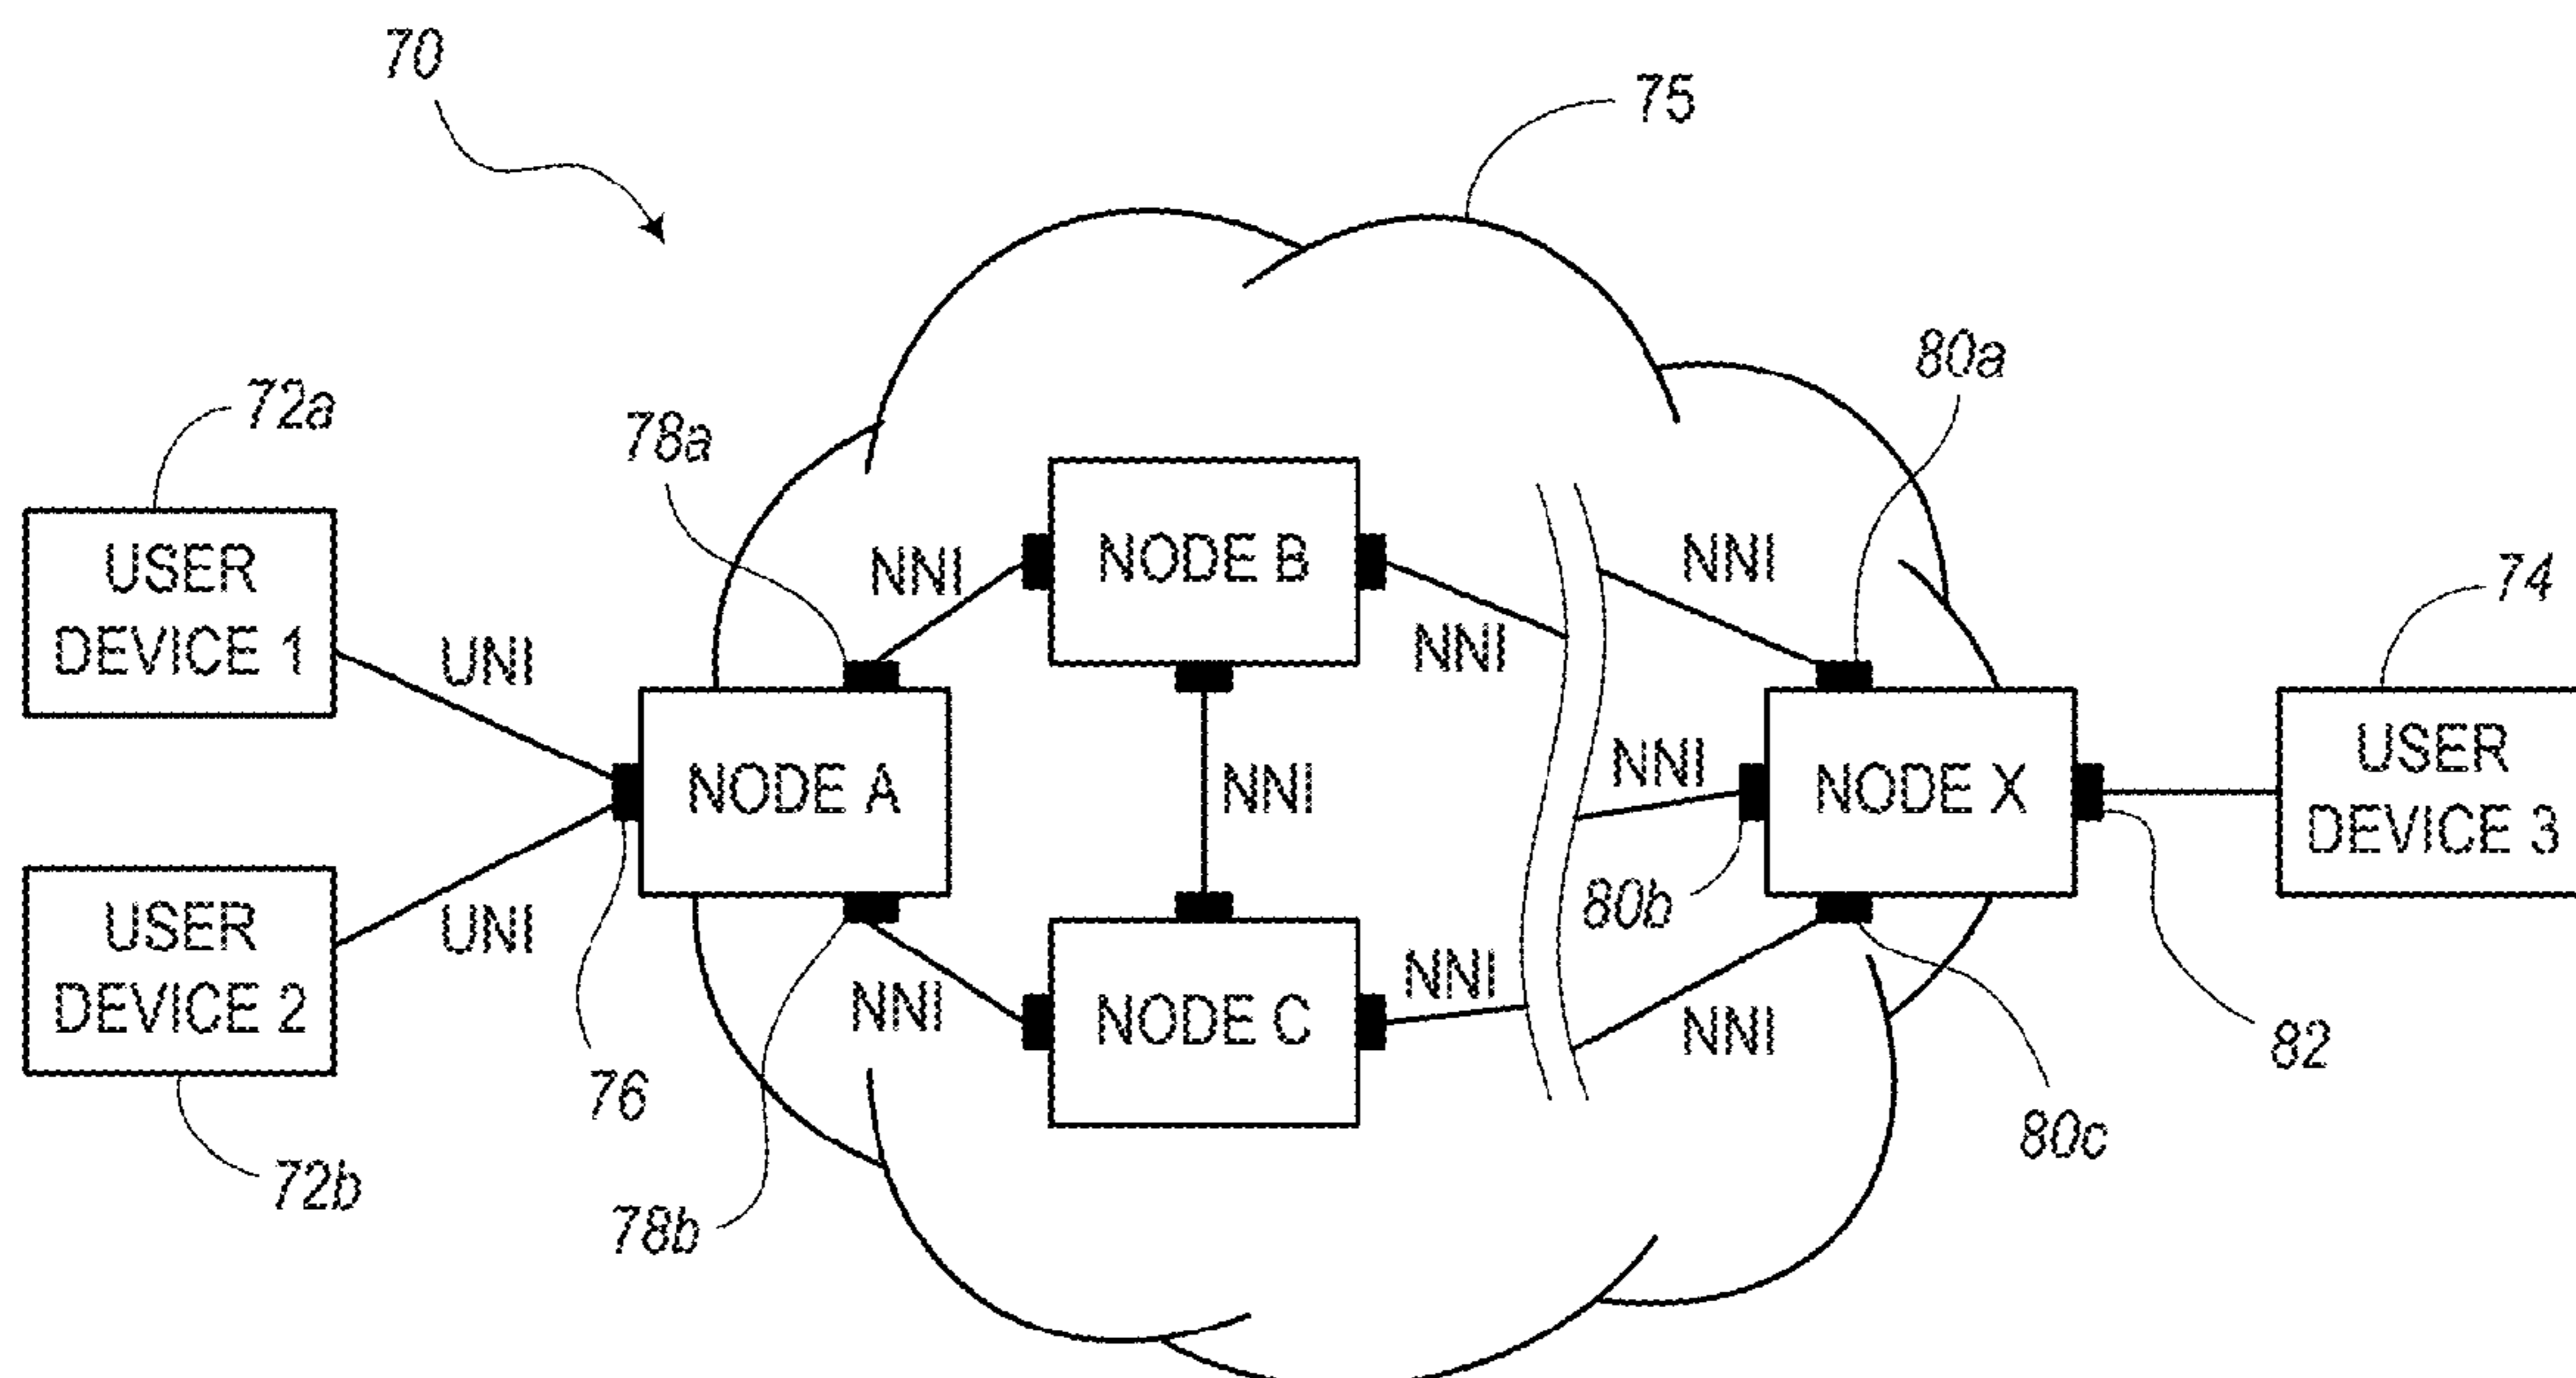 70
75
80a
72a
78a
USER
DEVICE 1
NNI
NODE B
NNI
74
UNI
NNI
NODE A
NNI
NNI
NODE X
USER
DEVICE 3
USER
DEVICE 2
UNI
80b
NNI
NODE C
NNI
NNI
82
76
80c
72b
78b